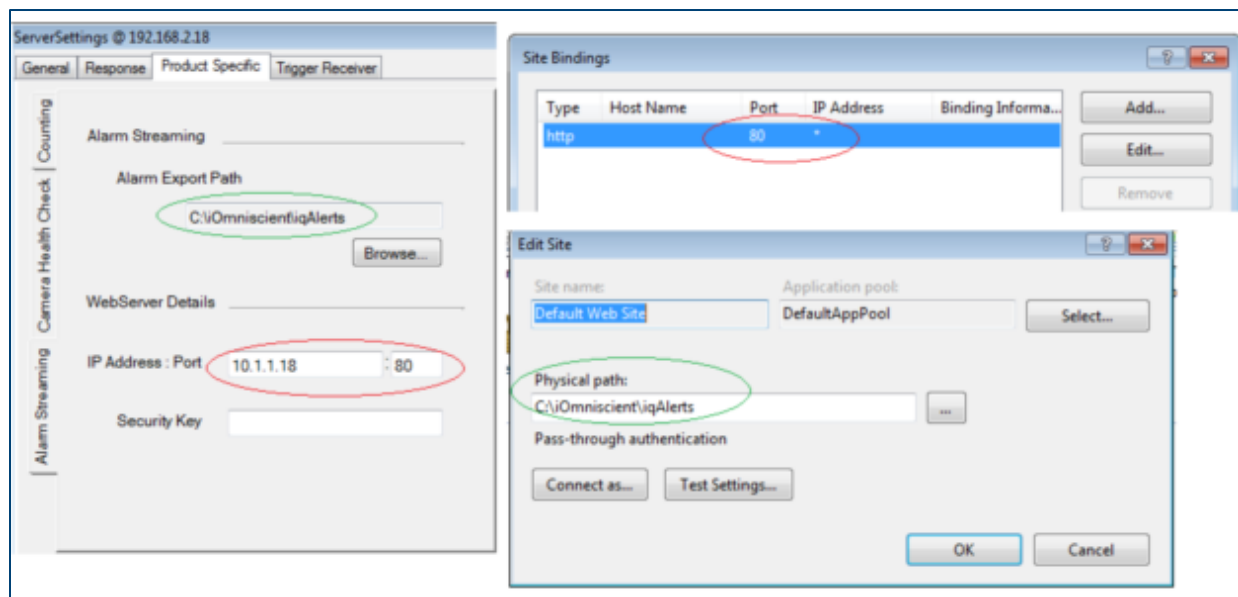 ServerSettings @ 192.168.2.18
General Response Product Specific Trigger Receiver
Counting
Camera Health Check
Alarm Streaming
Alarm Streaming
Alarm Export Path
C:\iOmniscient\iqAlerts
Browse...
WebServer Details
IP Address : Port 10.1.1.18 : 80
Security Key
Site Bindings
Type Host Name Port IP Address Binding Informa...
http 80 *
Add...
Edit...
Remove
Edit Site
Site name: Application pool:
Default Web Site DefaultAppPool Select...
Physical path:
C:\iOmniscient\iqAlerts ...
Pass-through authentication
Connect as... Test Settings...
OK Cancel